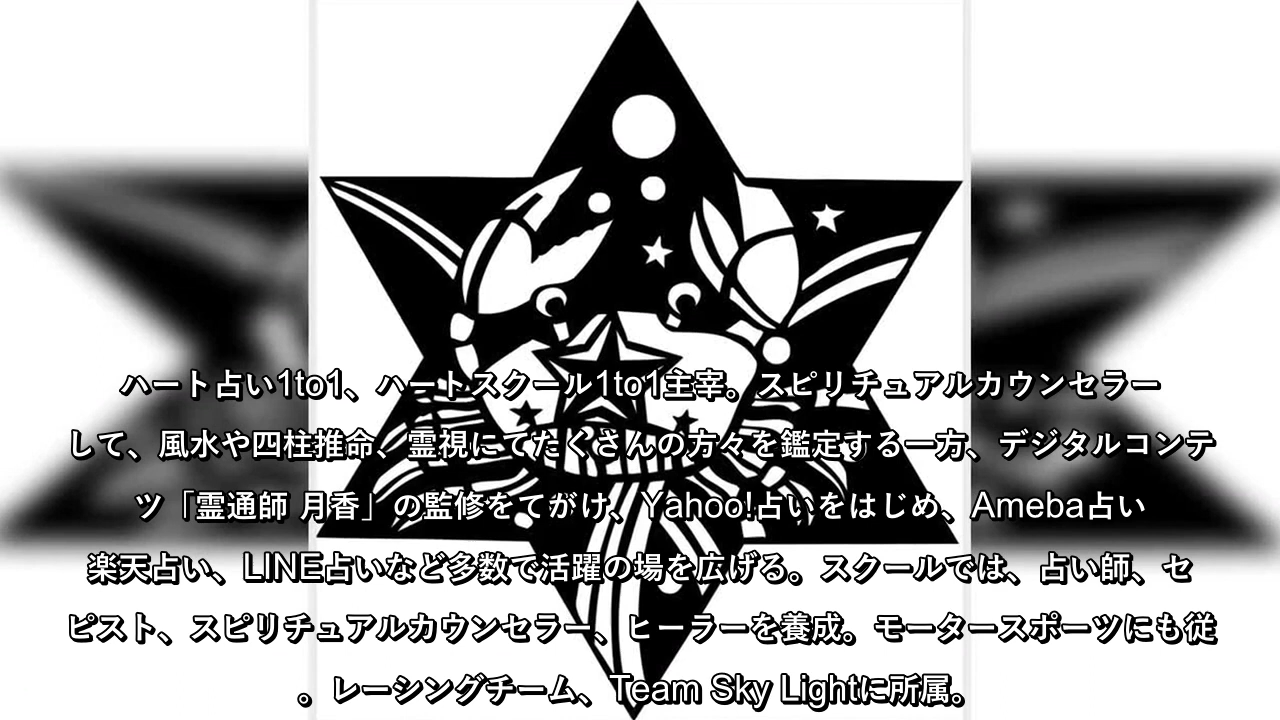 ハート占い1to1、ハートスクール1to1主宰。スピリチュアルカウンセラー
して、風水や四柱推命、霊視にてたくさんの方々を鑑定する一方、デジタルコンテ
ツ「霊通師 月香」の監修をてがけ、Yahoo!占いをはじめ、Ameba占い
楽天占い、LINE占いなど多数で活躍の場を広げる。スクールでは、占い師、セ
ピスト、スピリチュアルカウンセラー、ヒーラーを養成。モータースポーツにも従
。レーシングチーム、Team Sky Lightに所属。